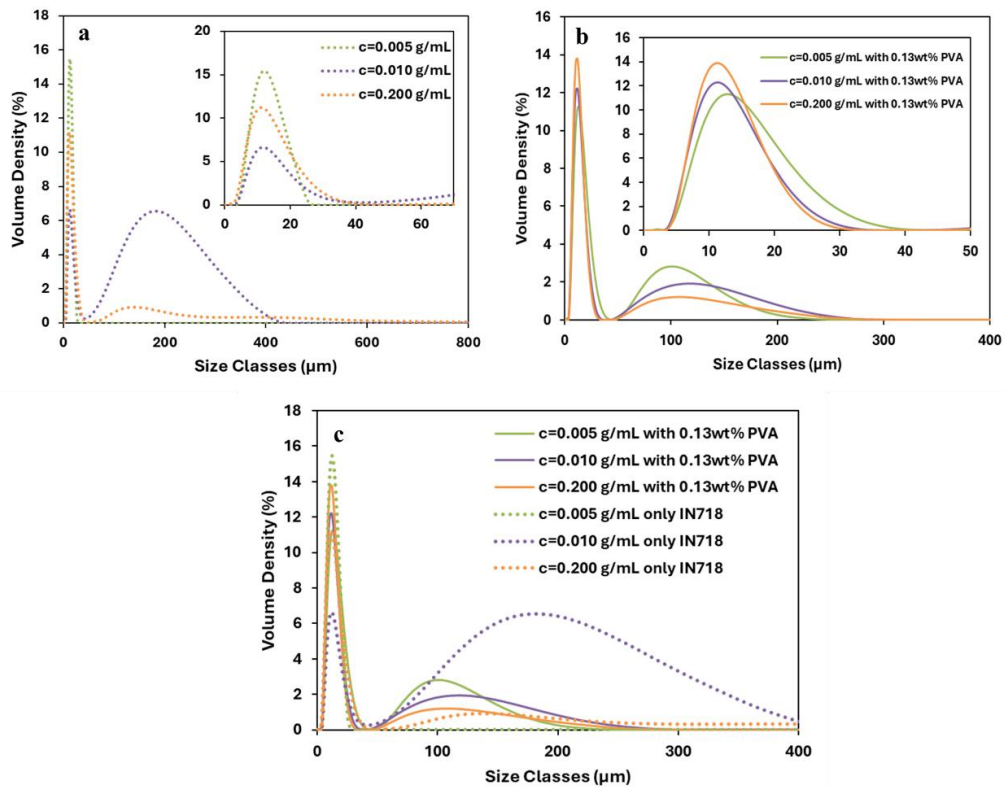 a
18
16
14
12
10
8
6
4
2
0
Volume Density (%)
0 200 400 600 800
Size Classes (µm)
20
15
10
5
0
0 20 40 60
c=0.005 g/mL
c=0.010 g/mL
c=0.200 g/mL
b
16
14
12
10
8
6
4
2
0
Volume Density (%)
0 100 200 300 400
Size Classes (µm)
16
14
12
10
8
6
4
2
0
0 10 20 30 40 50
c=0.005 g/mL with 0.13wt% PVA
c=0.010 g/mL with 0.13wt% PVA
c=0.200 g/mL with 0.13wt% PVA
c
18
16
14
12
10
8
6
4
2
0
Volume Density (%)
0 100 200 300 400
Size Classes (µm)
c=0.005 g/mL with 0.13wt% PVA
c=0.010 g/mL with 0.13wt% PVA
c=0.200 g/mL with 0.13wt% PVA
c=0.005 g/mL only IN718
c=0.010 g/mL only IN718
c=0.200 g/mL only IN718